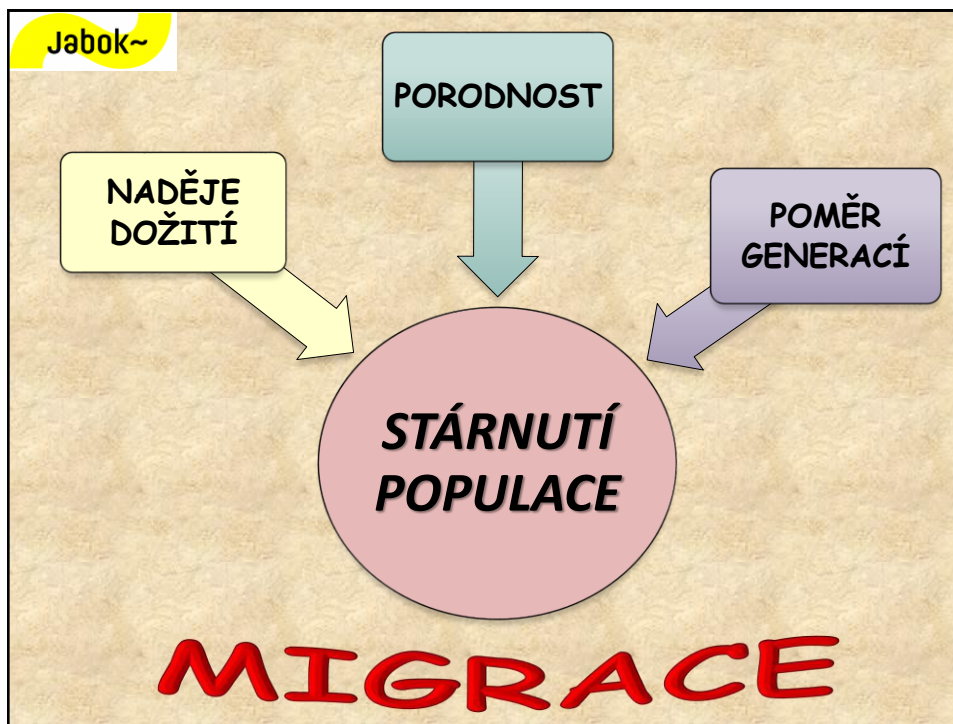 Jabok~
PORODNOST
NADĚJE
DOŽITÍ
POMĚR
GENERACÍ
STÁRNUTÍ
POPULACE
MIGRACE